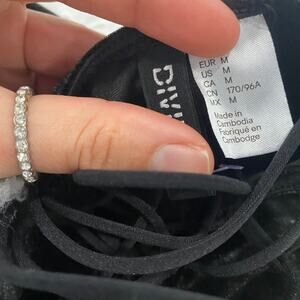 DIVI
EUR M
US M
CA M
CN 170/96A
MX M
Made in
Cambodia
Fabriqué en
Cambodge